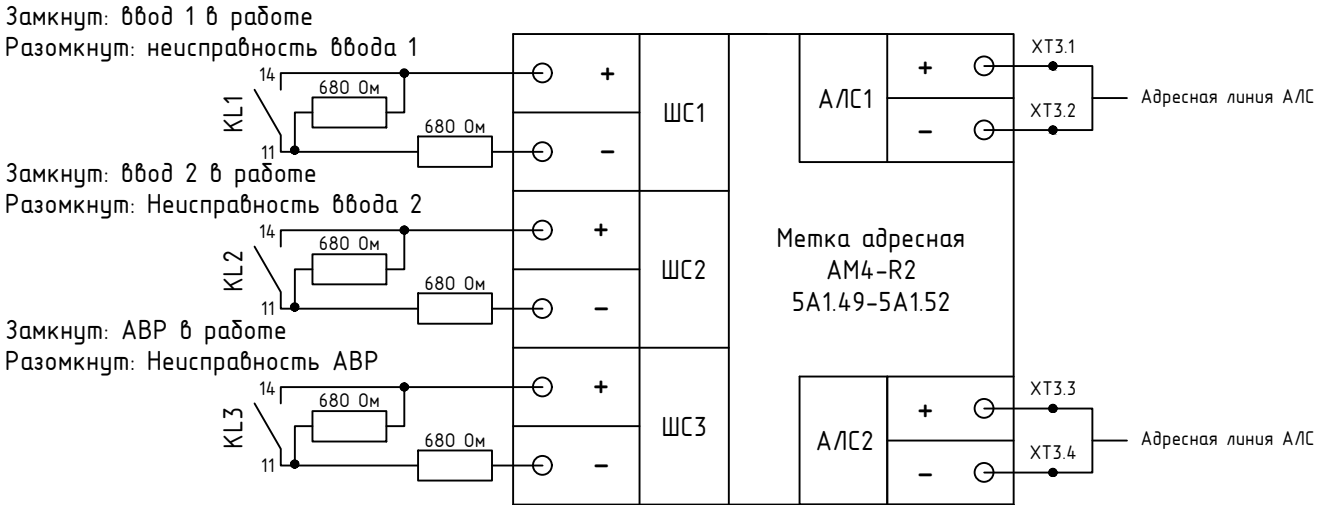 Замкнут: ввод 1 в работе
Разомкнут: неисправность ввода 1
14
680 Ом
KL1
680 Ом
11
+
-
ШС1
Замкнут: ввод 2 в работе
Разомкнут: Неисправность ввода 2
14
680 Ом
KL2
680 Ом
11
+
-
ШС2
Замкнут: АВР в работе
Разомкнут: Неисправность АВР
14
680 Ом
KL3
680 Ом
11
+
-
ШС3
Метка адресная
АМ4-R2
5А1.49-5А1.52
АЛС1
+
-
XT3.1
XT3.2
Адресная линия АЛС
АЛС2
+
-
XT3.3
XT3.4
Адресная линия АЛС